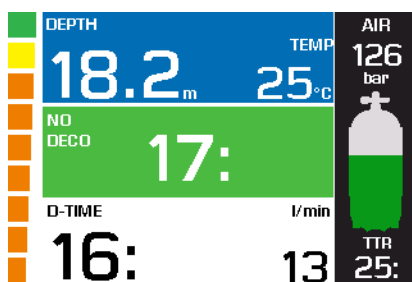 DEPTH
TEMP
18.2m
25°C
NO
DECO
17:
D-TIME
l/min
16:
13
AIR
126
bar
TTR
25: